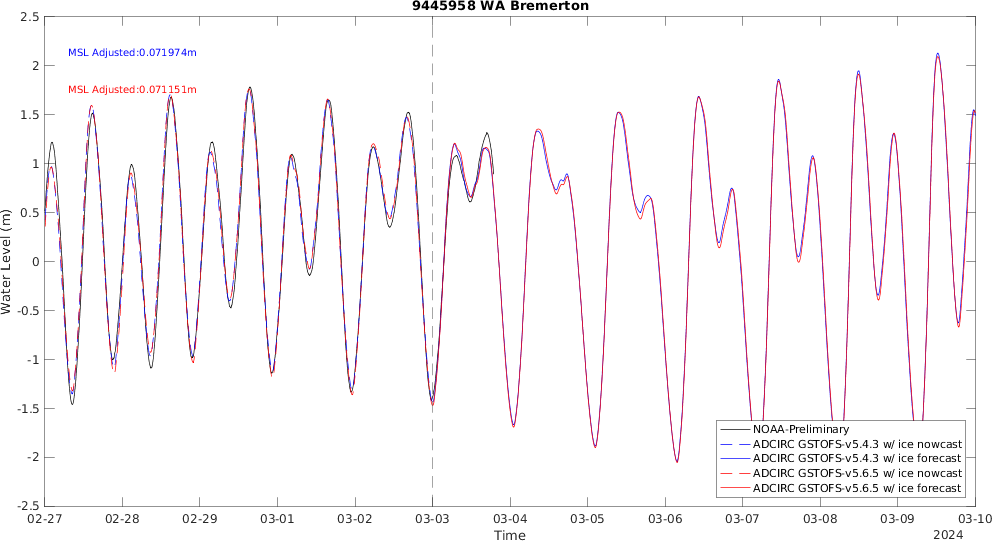 9445958 WA Bremerton
2.5
2
1.5
1
0.5
0
-0.5
-1
-1.5
-2
-2.5
Water Level (m)
MSL Adjusted:0.071974m
MSL Adjusted:0.071151m
NOAA-Preliminary
ADCIRC GSTOFS-v5.4.3 w/ ice nowcast
ADCIRC GSTOFS-v5.4.3 w/ ice forecast
ADCIRC GSTOFS-v5.6.5 w/ ice nowcast
ADCIRC GSTOFS-v5.6.5 w/ ice forecast
02-27 02-28 02-29 03-01 03-02 03-03 03-04 03-05 03-06 03-07 03-08 03-09 03-10
Time
2024